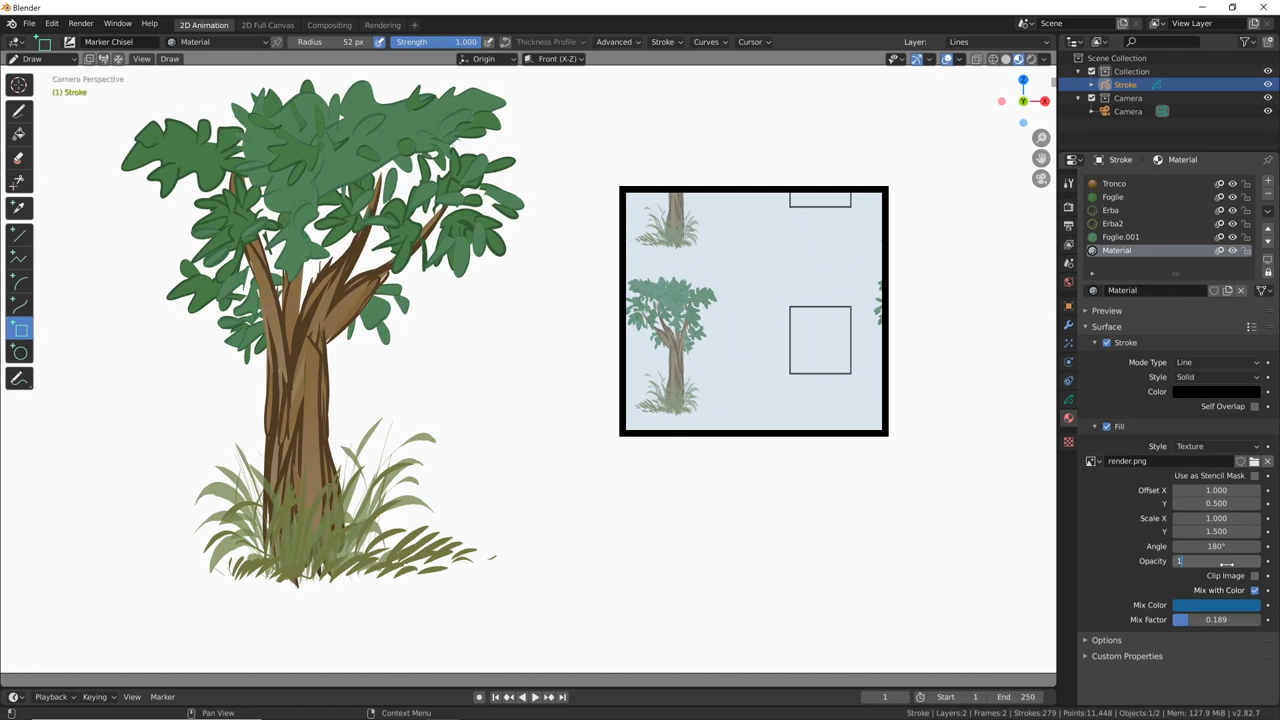 Blender
File Edit Render Window Help 2D Animation 2D Full Canvas Compositing Rendering + Scene View Layer
Marker Chisel Material Radius 52 px Strength 1.000 Thickness Profile Advanced Stroke Curves Cursor Layer: Lines
Draw View Draw Origin Front (X-Z)
Camera Perspective
(1) Stroke
Z
Y
X
Scene Collection
Collection
Stroke
Camera
Camera
Stroke Material
Tronco
Foglie
Erba
Erba2
Foglie.001
Material
Material
Preview
Surface
Stroke
Mode Type Line
Style Solid
Color
Self Overlap
Fill
Style Texture
render.png
Use as Stencil Mask
Offset X 1.000
Y 0.500
Scale X 1.000
Y 1.500
Angle 180°
Opacity 1
Clip Image
Mix with Color
Mix Color
Mix Factor 0.189
Options
Custom Properties
Playback Keying View Marker 1 Start 1 End 250
Pan View Context Menu Stroke | Layers:2 | Frames:2 | Strokes:279 | Points:11,448 | Objects:2/2 | Mem: 127.9 MiB | v2.82.7